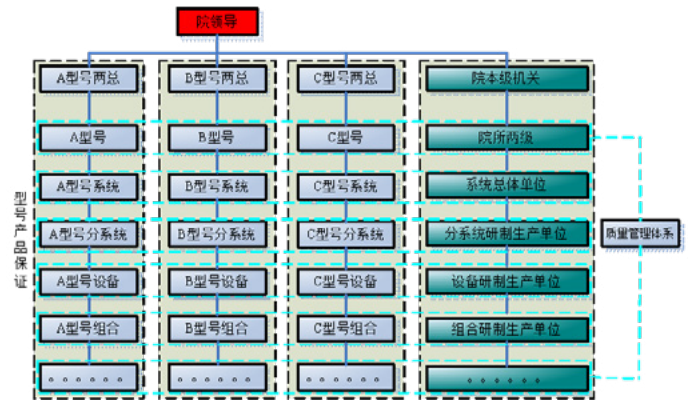 院领导
A型号两总 B型号两总 C型号两总 院本级机关
A型号 B型号 C型号 院所两级
A型号系统 B型号系统 C型号系统 系统总体单位
型号产品保证
A型号分系统 B型号分系统 C型号分系统 分系统研制生产单位 质量管理体系
A型号设备 B型号设备 C型号设备 设备研制生产单位
A型号组合 B型号组合 C型号组合 组合研制生产单位
。。。。。。 。。。。。。 。。。。。。 。。。。。。